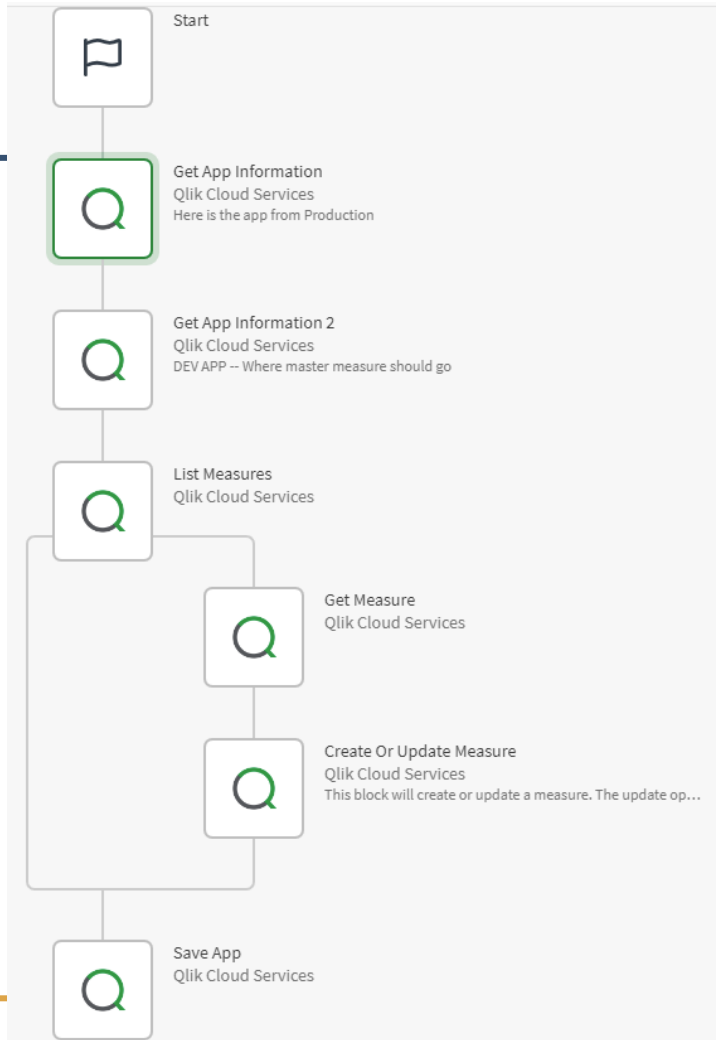 Start
Get App Information
Qlik Cloud Services
Here is the app from Production
Get App Information 2
Qlik Cloud Services
DEV APP -- Where master measure should go
List Measures
Qlik Cloud Services
Get Measure
Qlik Cloud Services
Create Or Update Measure
Qlik Cloud Services
This block will create or update a measure. The update op...
Save App
Qlik Cloud Services